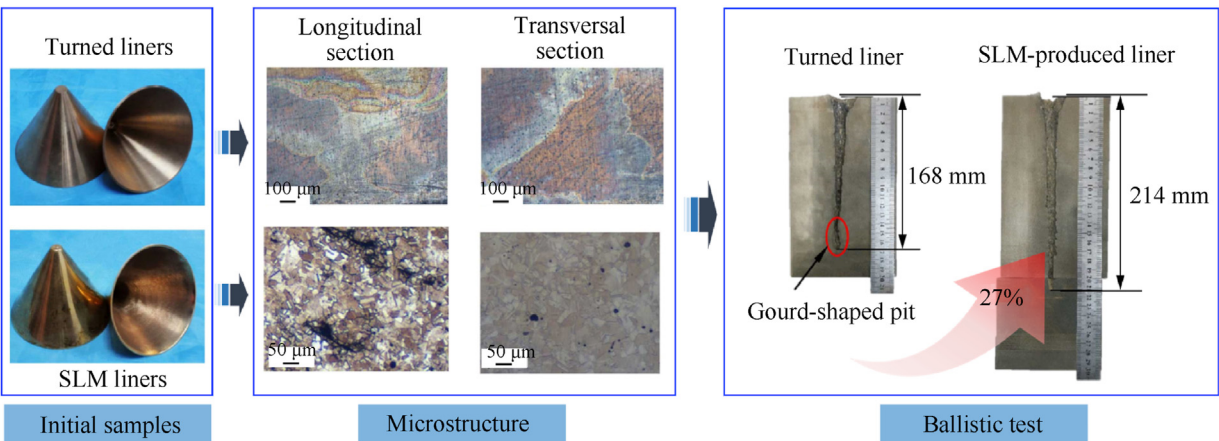 Turned liners
SLM liners
Initial samples
Longitudinal
section
Transversal
section
100 μm
100 μm
50 μm
50 μm
Microstructure
Turned liner
SLM-produced liner
168 mm
214 mm
Gourd-shaped pit
27%
Ballistic test